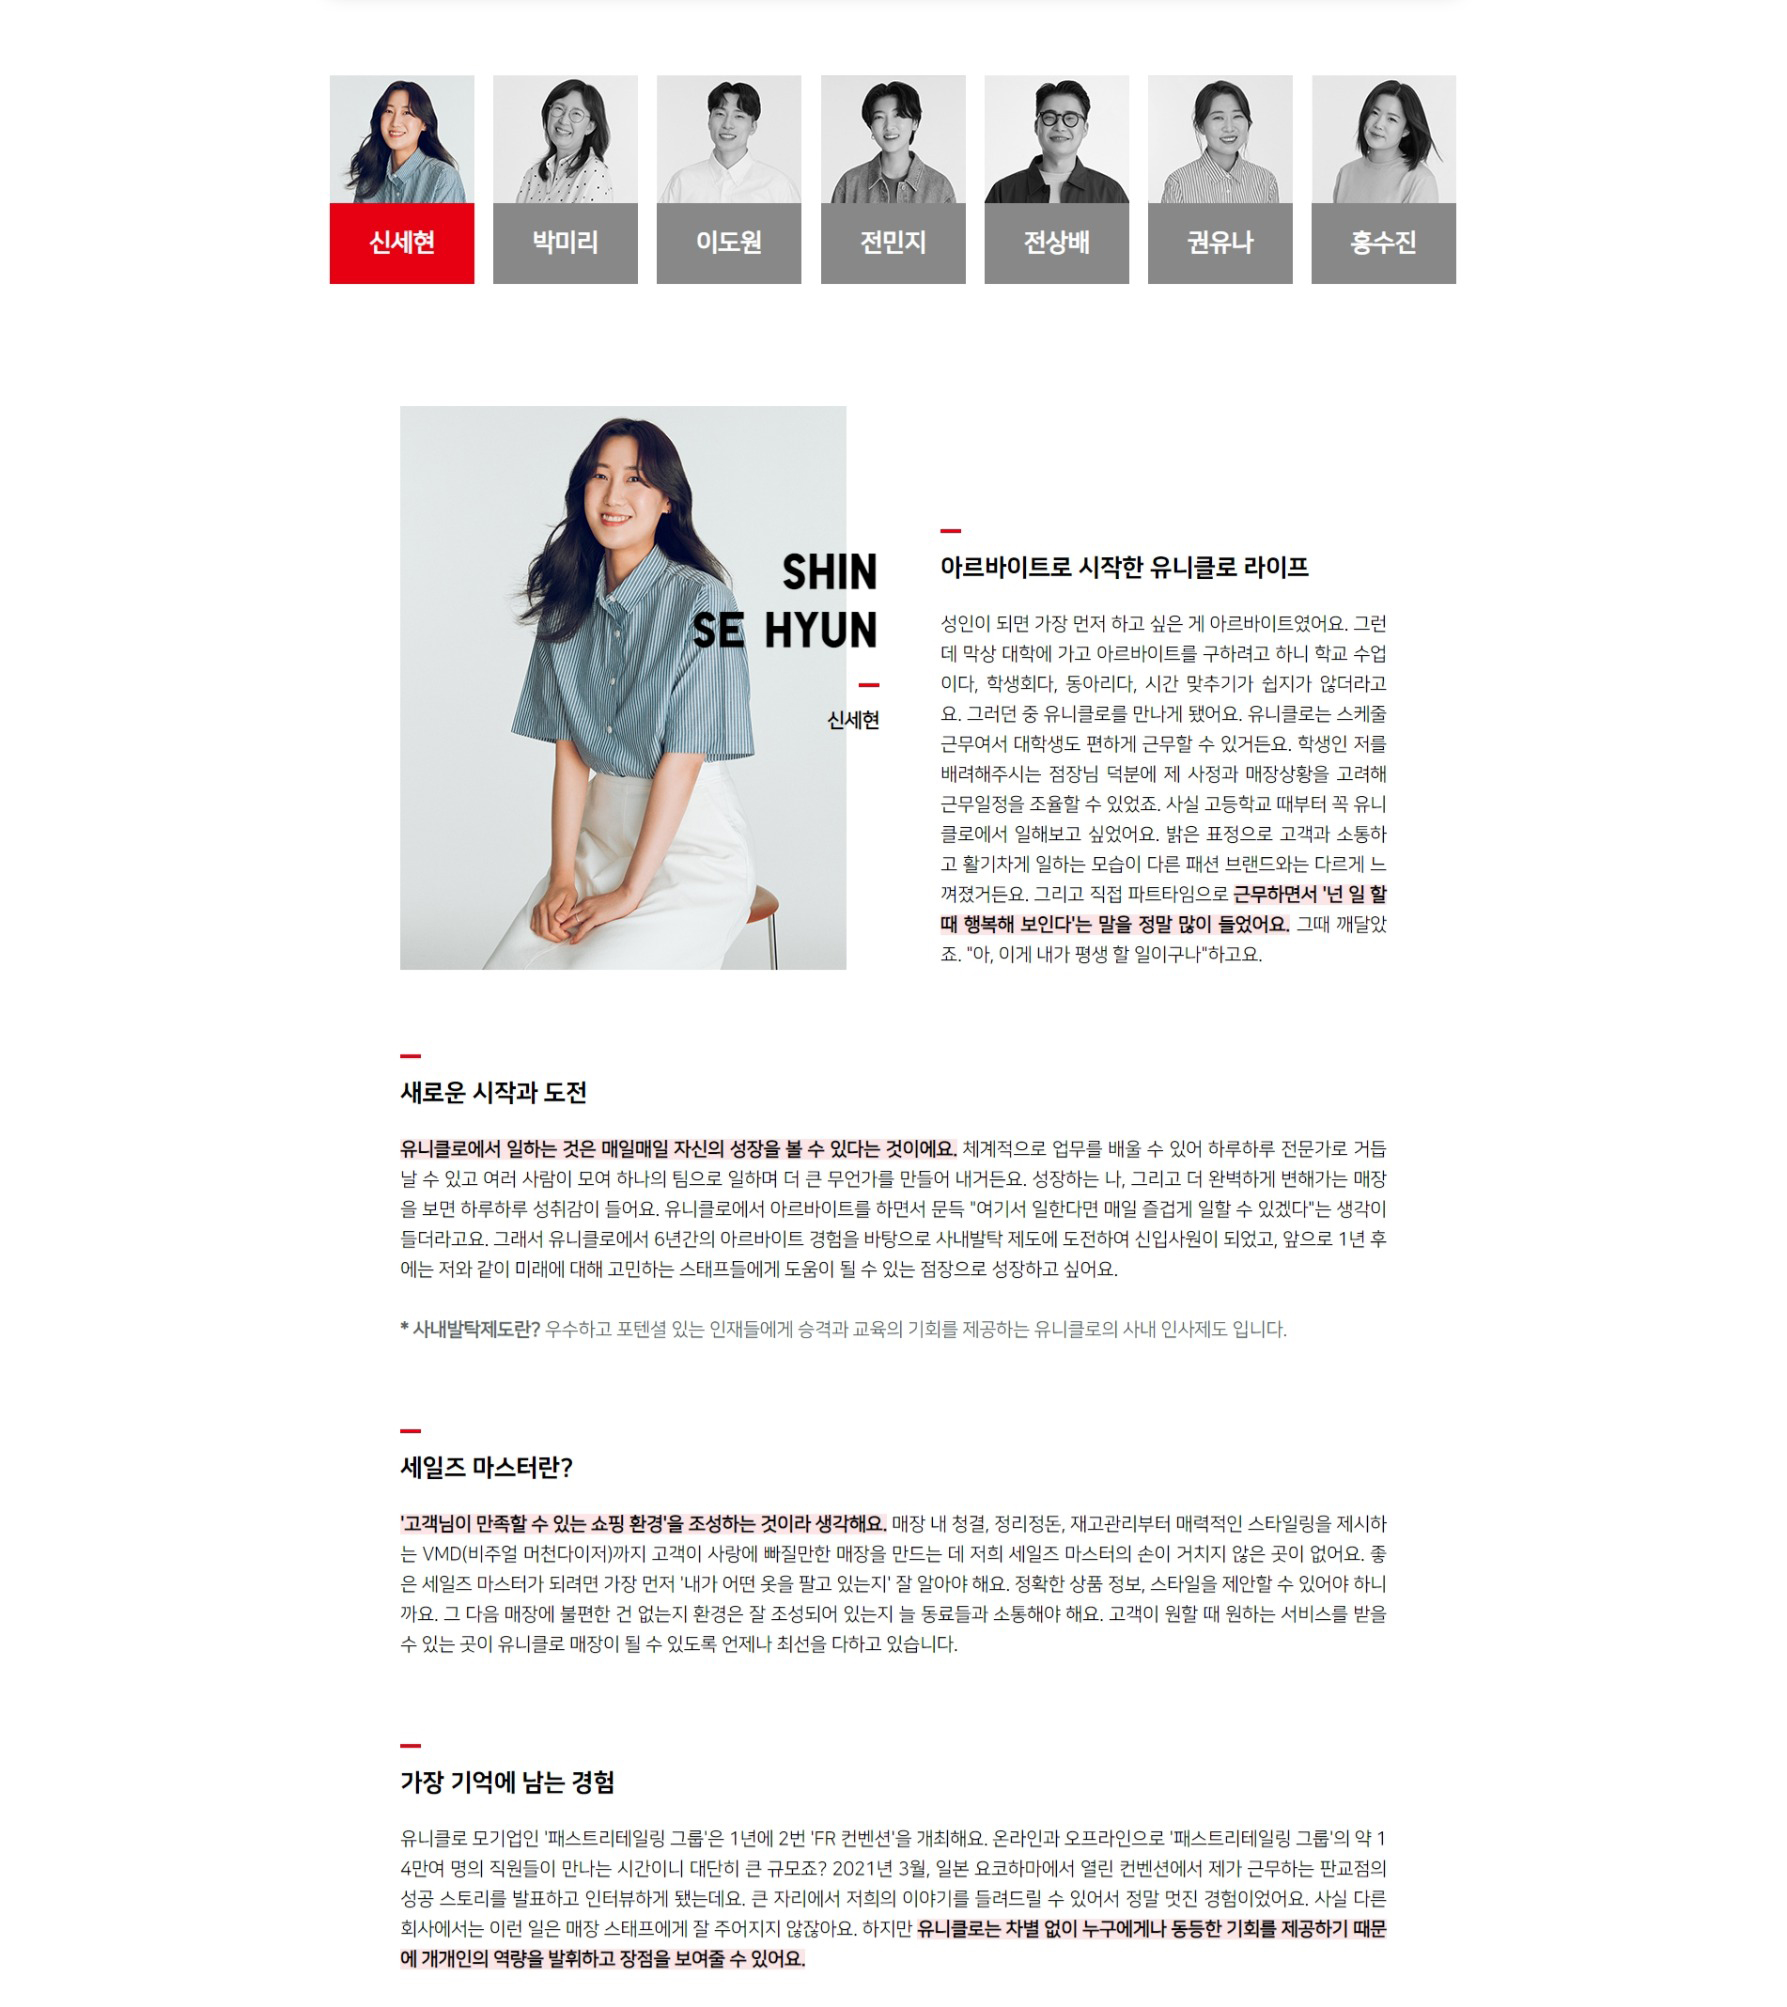 신세현
박미리
이도원
전민지
전상배
권유나
홍수진
SHIN
SE HYUN
신세현
아르바이트로 시작한 유니클로 라이프
성인이 되면 가장 먼저 하고 싶은 게 아르바이트였어요. 그런
데 막상 대학에 가고 아르바이트를 구하려고 하니 학교 수업
이다, 학생회다, 동아리다, 시간 맞추기가 쉽지가 않더라고
요. 그러던 중 유니클로를 만나게 됐어요. 유니클로는 스케줄
근무여서 대학생도 편하게 근무할 수 있거든요. 학생인 저를
배려해주시는 점장님 덕분에 제 사정과 매장상황을 고려해
근무일정을 조율할 수 있었죠. 사실 고등학교 때부터 꼭 유니
클로에서 일해보고 싶었어요. 밝은 표정으로 고객과 소통하
고 활기차게 일하는 모습이 다른 패션 브랜드와는 다르게 느
껴졌거든요. 그리고 직접 파트타임으로 근무하면서 '넌 일 할
때 행복해 보인다'는 말을 정말 많이 들었어요. 그때 깨달았
죠. "아, 이게 내가 평생 할 일이구나"하고요.
새로운 시작과 도전
유니클로에서 일하는 것은 매일매일 자신의 성장을 볼 수 있다는 것이에요. 체계적으로 업무를 배울 수 있어 하루하루 전문가로 거듭
날 수 있고 여러 사람이 모여 하나의 팀으로 일하며 더 큰 무언가를 만들어 내거든요. 성장하는 나, 그리고 더 완벽하게 변해가는 매장
을 보면 하루하루 성취감이 들어요. 유니클로에서 아르바이트를 하면서 문득 "여기서 일한다면 매일 즐겁게 일할 수 있겠다"는 생각이
들더라고요. 그래서 유니클로에서 6년간의 아르바이트 경험을 바탕으로 사내발탁 제도에 도전하여 신입사원이 되었고, 앞으로 1년 후
에는 저와 같이 미래에 대해 고민하는 스태프들에게 도움이 될 수 있는 점장으로 성장하고 싶어요.
* 사내발탁제도란? 우수하고 포텐셜 있는 인재들에게 승격과 교육의 기회를 제공하는 유니클로의 사내 인사제도 입니다.
세일즈 마스터란?
'고객님이 만족할 수 있는 쇼핑 환경'을 조성하는 것이라 생각해요. 매장 내 청결, 정리정돈, 재고관리부터 매력적인 스타일링을 제시하
는 VMD(비주얼 머천다이저)까지 고객이 사랑에 빠질만한 매장을 만드는 데 저희 세일즈 마스터의 손이 거치지 않은 곳이 없어요. 좋
은 세일즈 마스터가 되려면 가장 먼저 '내가 어떤 옷을 팔고 있는지' 잘 알아야 해요. 정확한 상품 정보, 스타일을 제안할 수 있어야 하니
까요. 그 다음 매장에 불편한 건 없는지 환경은 잘 조성되어 있는지 늘 동료들과 소통해야 해요. 고객이 원할 때 원하는 서비스를 받을
수 있는 곳이 유니클로 매장이 될 수 있도록 언제나 최선을 다하고 있습니다.
가장 기억에 남는 경험
유니클로 모기업인 '패스트리테일링 그룹'은 1년에 2번 'FR 컨벤션'을 개최해요. 온라인과 오프라인으로 '패스트리테일링 그룹'의 약 1
4만여 명의 직원들이 만나는 시간이니 대단히 큰 규모죠? 2021년 3월, 일본 요코하마에서 열린 컨벤션에서 제가 근무하는 판교점의
성공 스토리를 발표하고 인터뷰하게 됐는데요. 큰 자리에서 저희의 이야기를 들려드릴 수 있어서 정말 멋진 경험이었어요. 사실 다른
회사에서는 이런 일은 매장 스태프에게 잘 주어지지 않잖아요. 하지만 유니클로는 차별 없이 누구에게나 동등한 기회를 제공하기 때문
에 개개인의 역량을 발휘하고 장점을 보여줄 수 있어요.